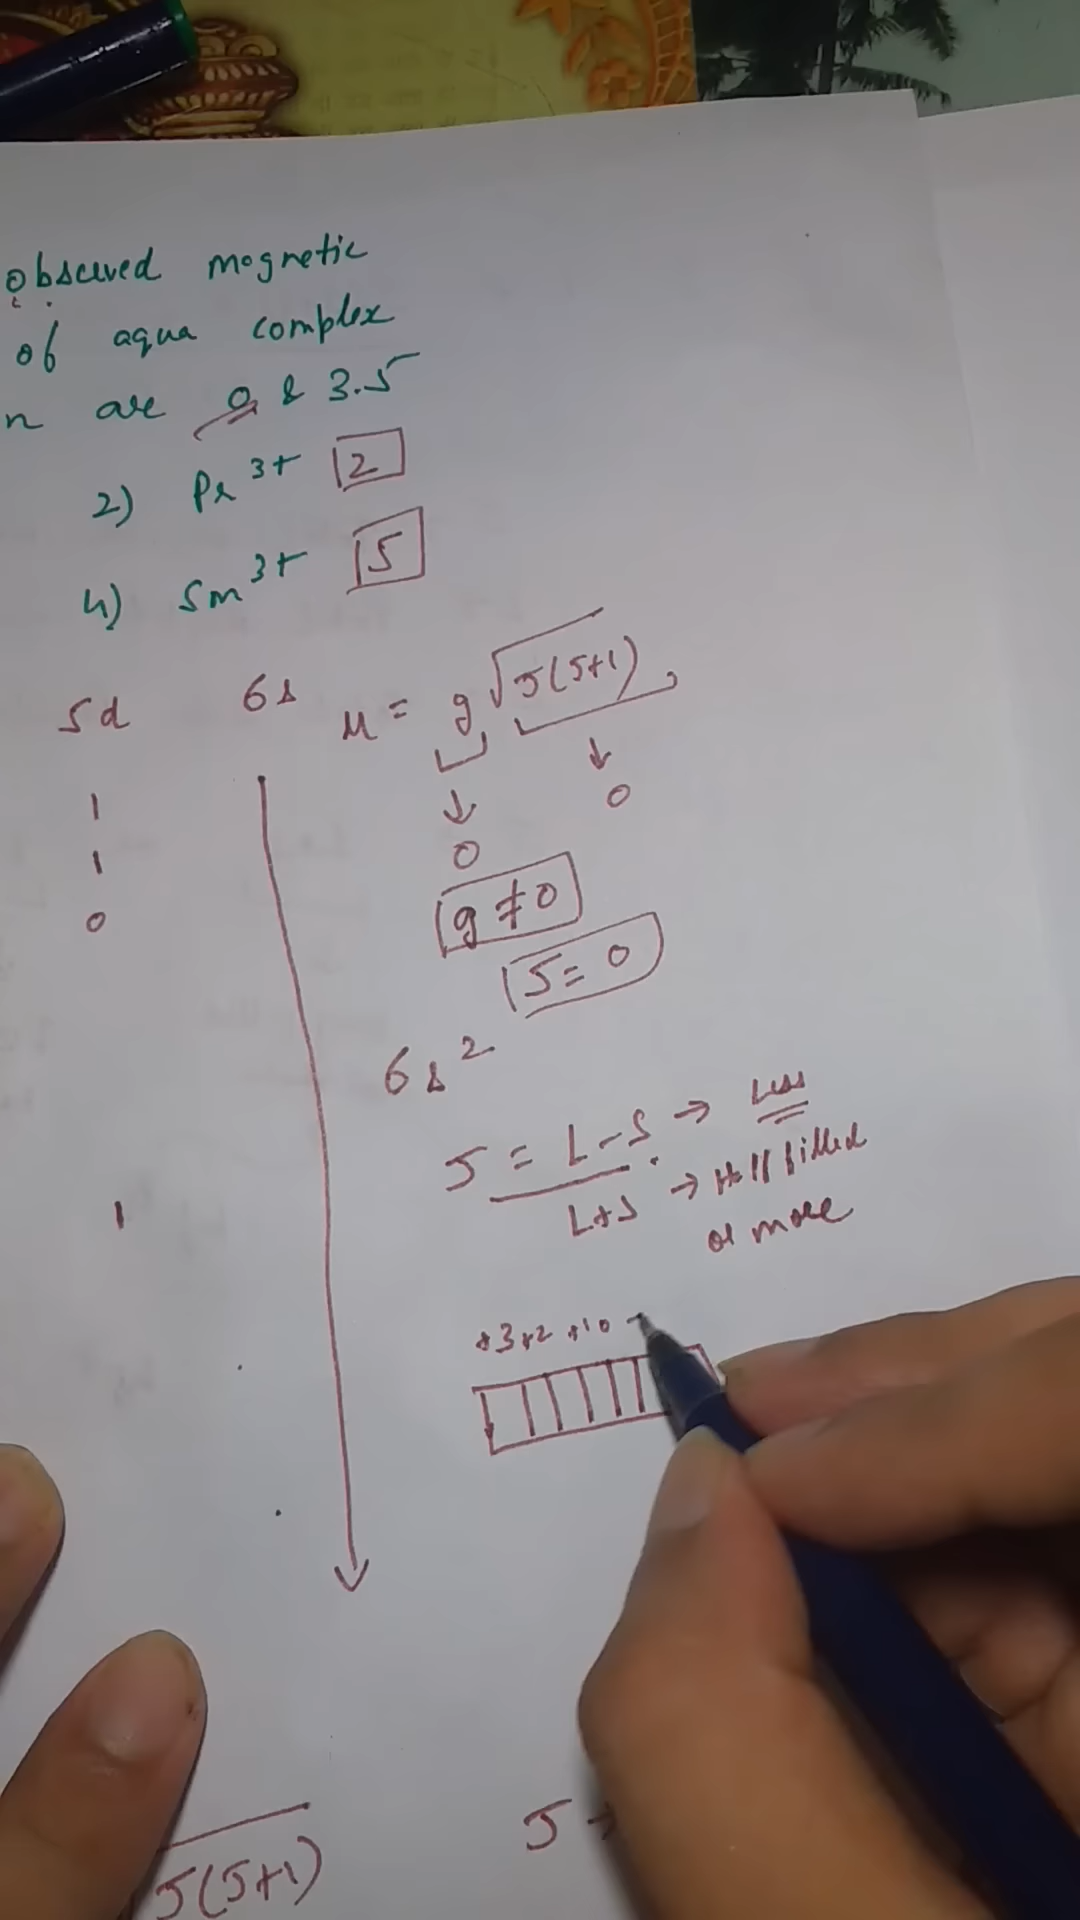 observed magnetic
of aqua complex
n are 0 & 3.5
2) Pr 3+ 2
4) Sm 3+ 5
5d 6s μ = g √J(J+1)
1
↓ ↓
0 0
1
0
g ≠ 0
J = 0
6s²
J = L-S → Less
L+S → Half filled
or more
1
+3 +2 +1 0 -
√J(J+1)
J →